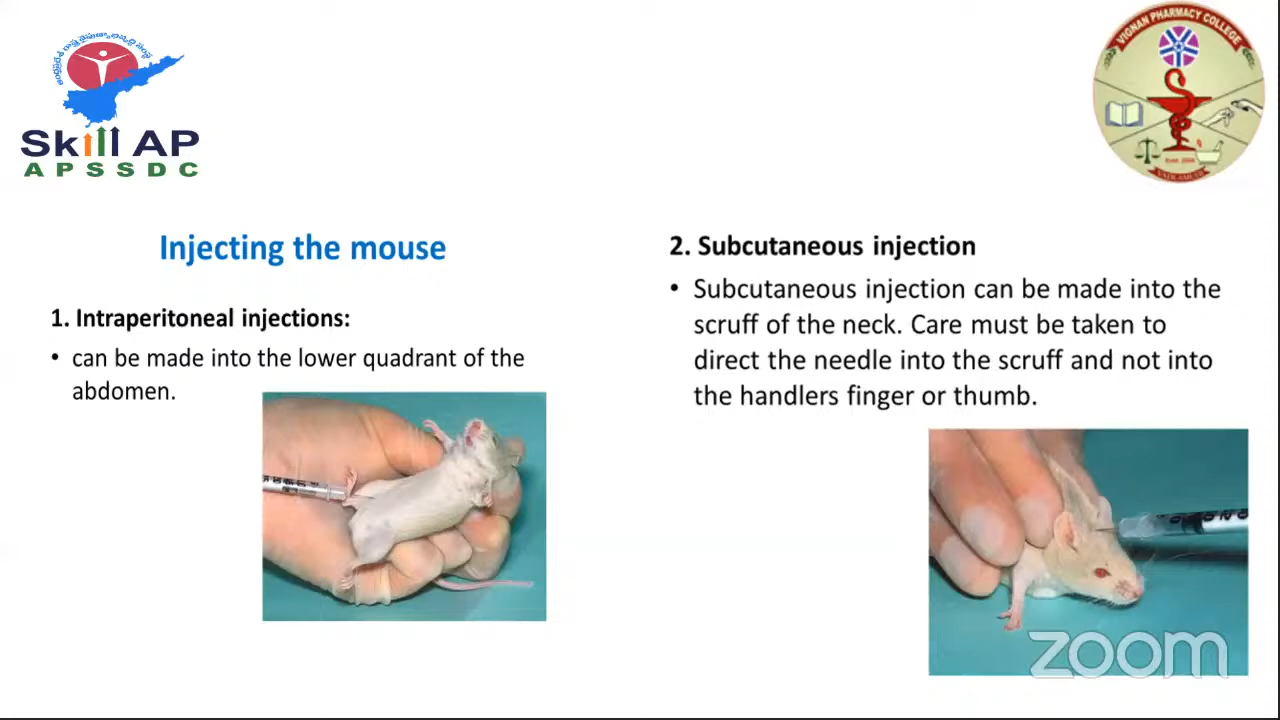 Skill AP
APSSDC
VIGNAN PHARMACY COLLEGE
Injecting the mouse
1. Intraperitoneal injections:
• can be made into the lower quadrant of the
abdomen.
2. Subcutaneous injection
• Subcutaneous injection can be made into the
scruff of the neck. Care must be taken to
direct the needle into the scruff and not into
the handlers finger or thumb.
zoom